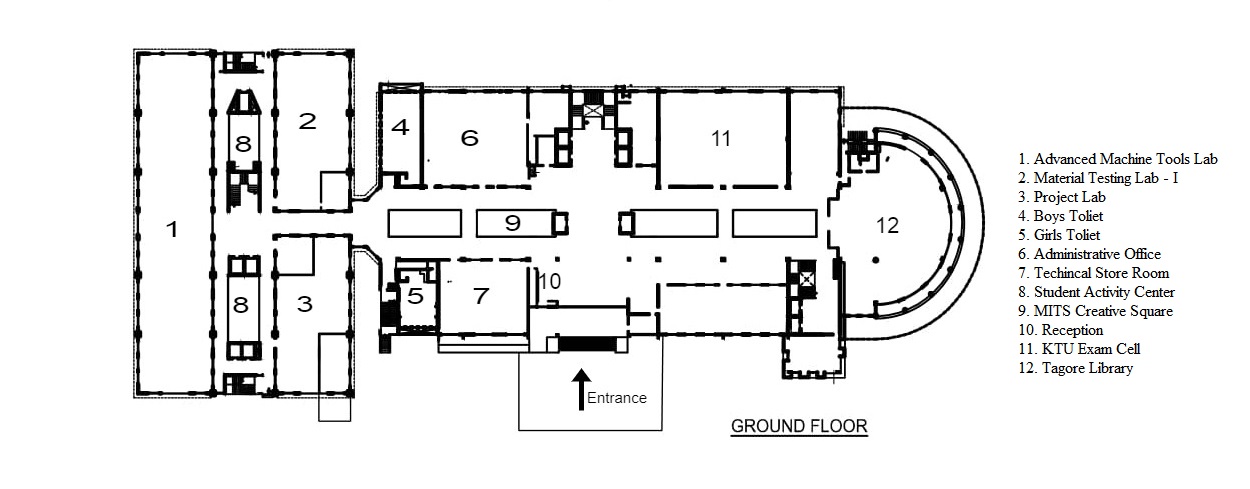 2
8
4
6
11
1
9
12
10
5
7
8
3
Entrance
GROUND FLOOR
1. Advanced Machine Tools Lab
2. Material Testing Lab - I
3. Project Lab
4. Boys Toliet
5. Girls Toliet
6. Administrative Office
7. Techincal Store Room
8. Student Activity Center
9. MITS Creative Square
10. Reception
11. KTU Exam Cell
12. Tagore Library